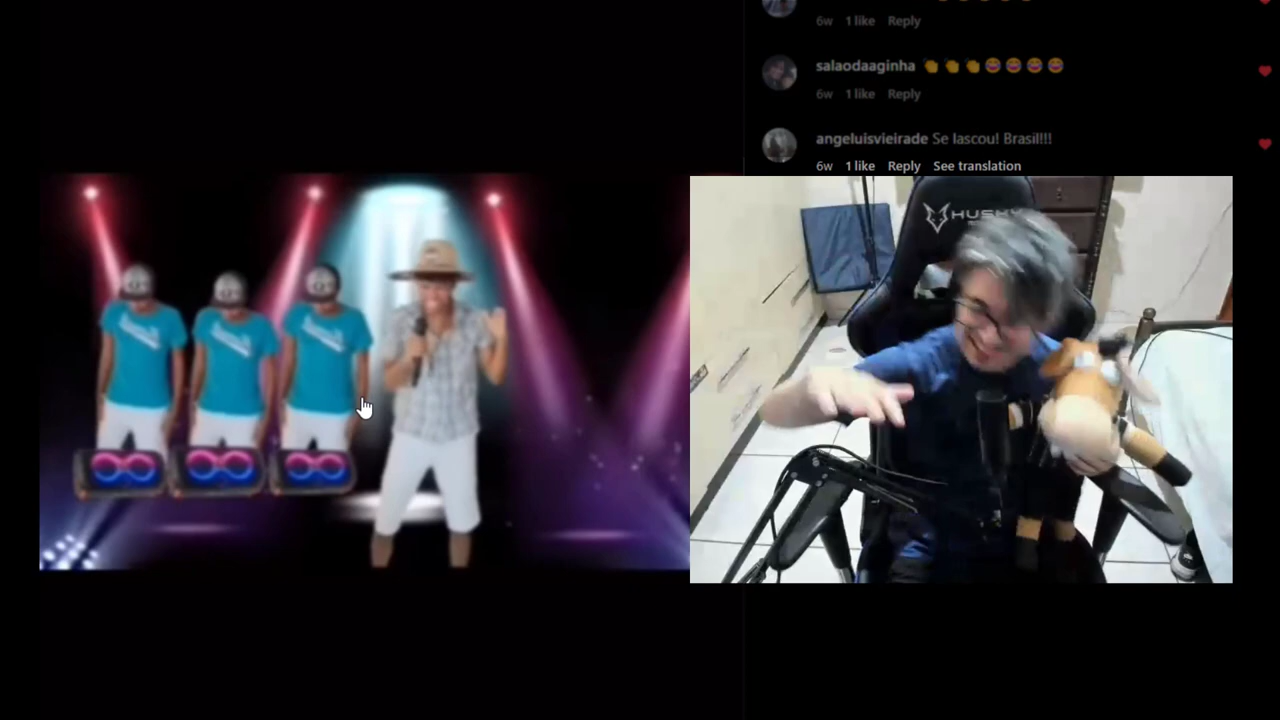 6w 1 like Reply
salaodaaginha 👏👏👏😂😂😂😂
6w 1 like Reply
angeluisvieirade Se lascou! Brasil!!!
6w 1 like Reply See translation
HUSKY